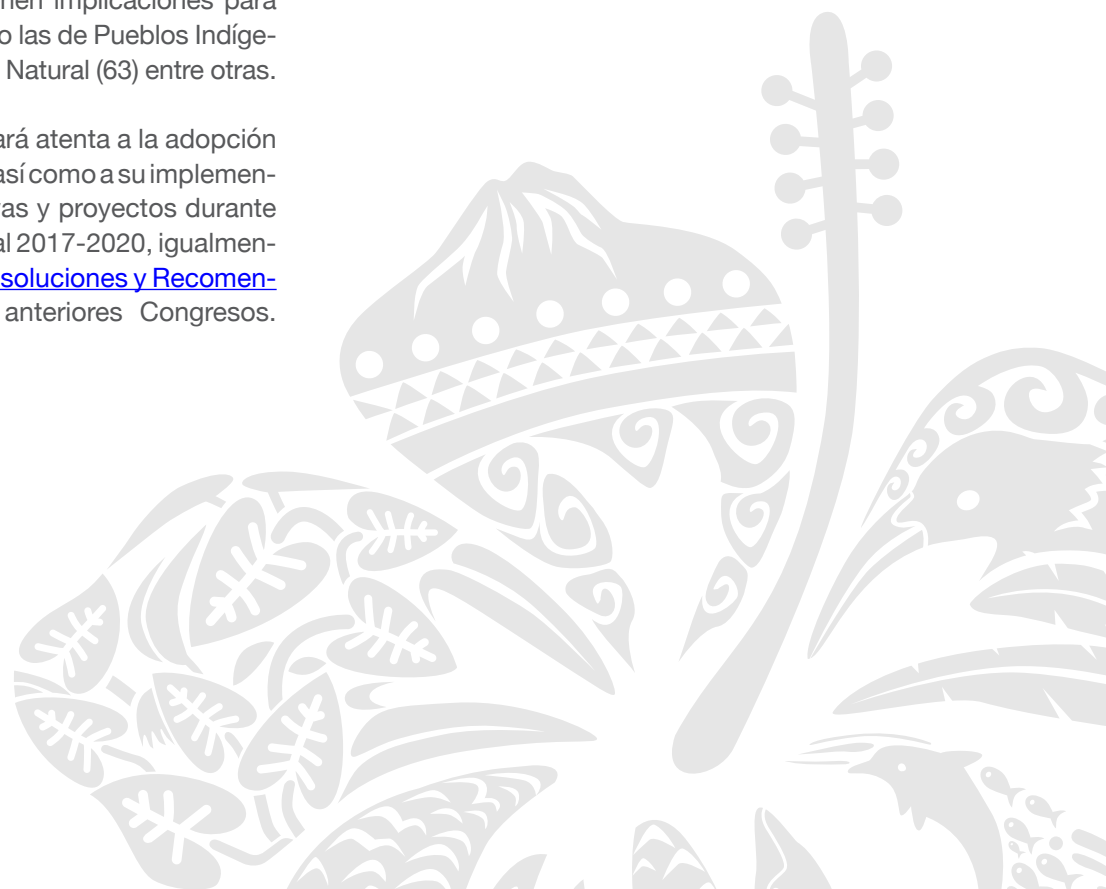 nen implicaciones para
o las de Pueblos Indíge-
Natural (63) entre otras.
ará atenta a la adopción
así como a su implemen-
as y proyectos durante
al 2017-2020, igualmen-
soluciones y Recomen-
anteriores Congresos.